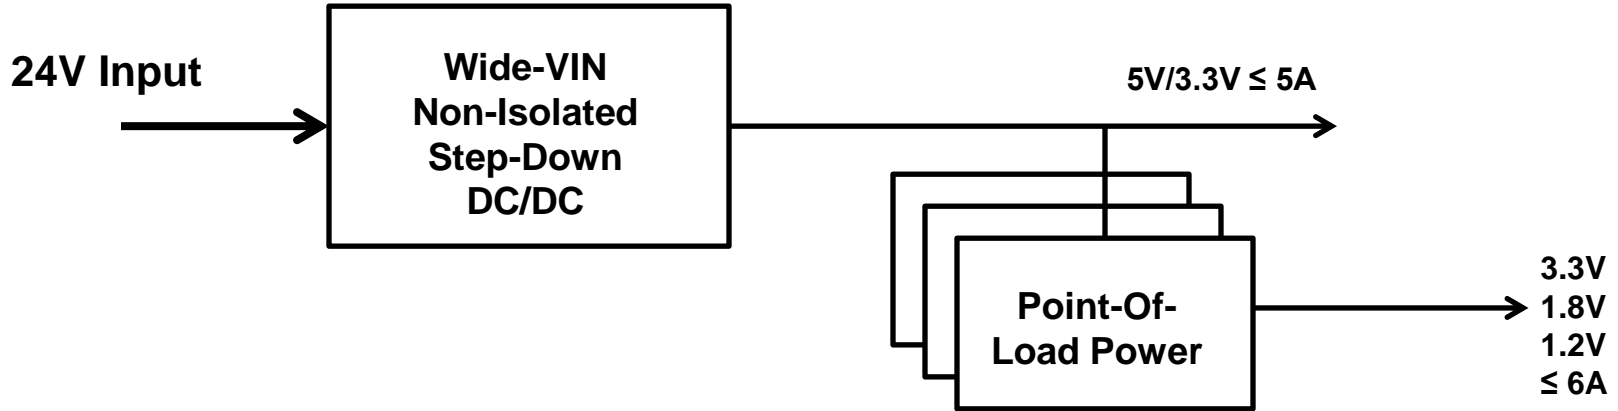 24V Input
Wide-VIN
Non-Isolated
Step-Down
DC/DC
5V/3.3V ≤ 5A
Point-Of-
Load Power
3.3V
1.8V
1.2V
≤ 6A